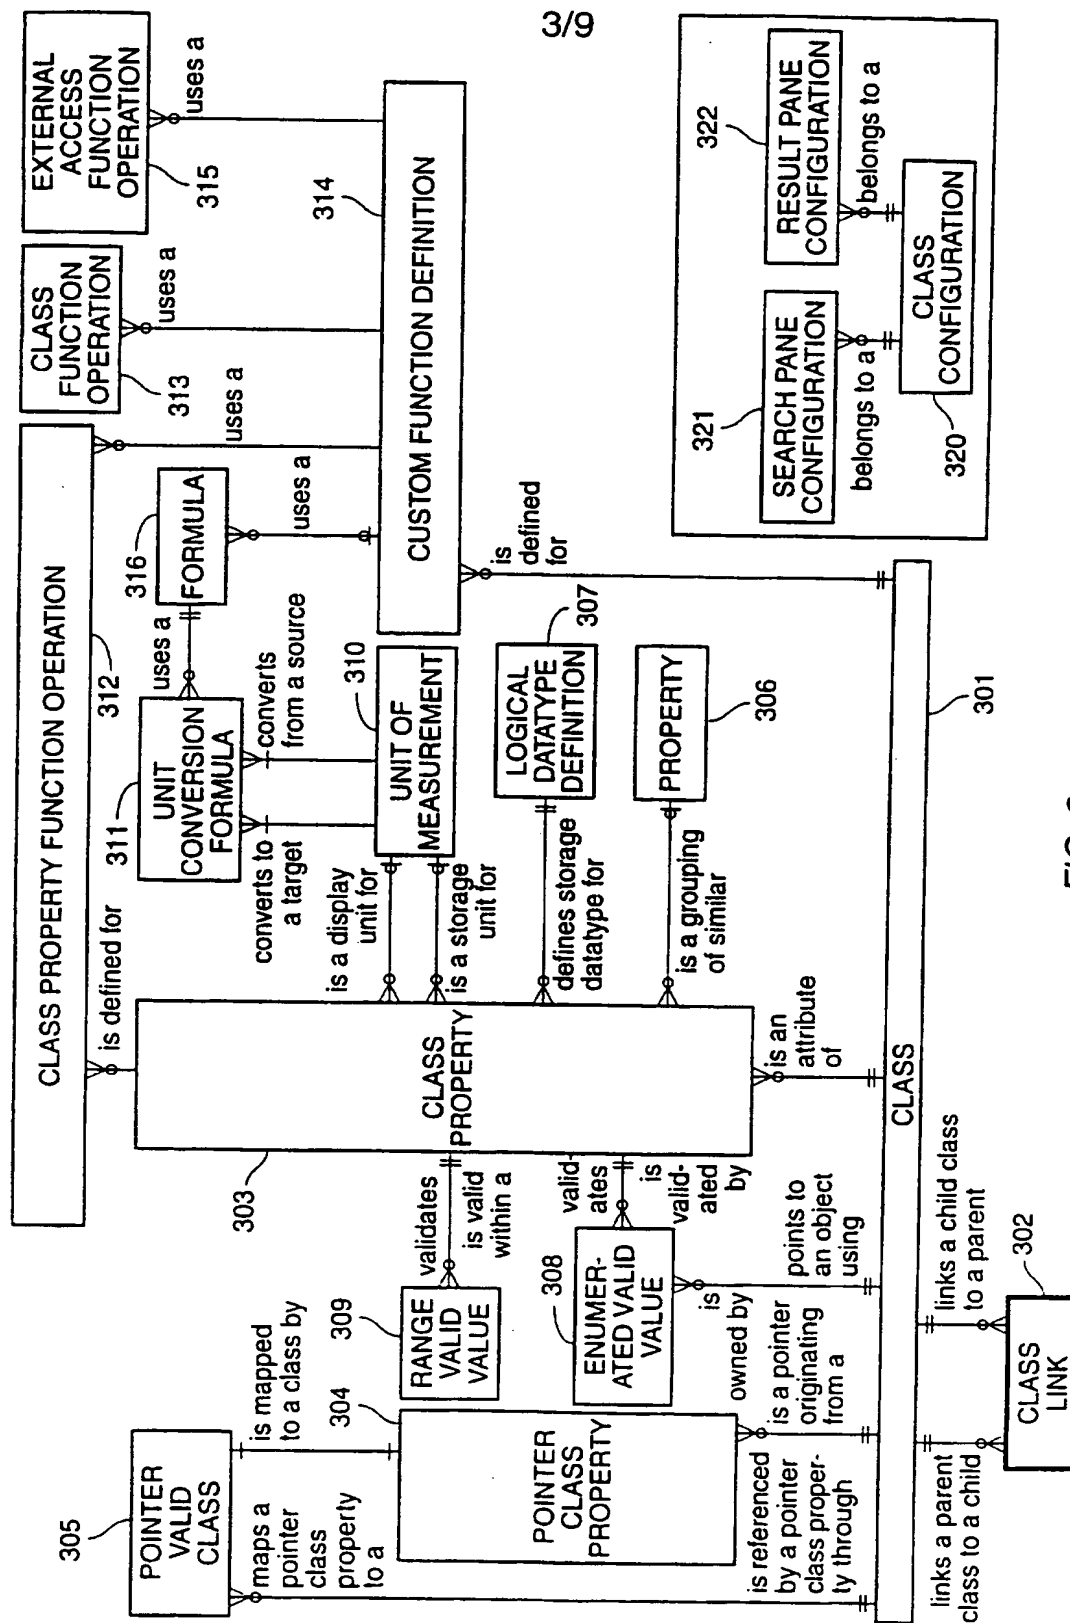 3/9
EXTERNAL
ACCESS
FUNCTION
OPERATION
315
uses a
CLASS
FUNCTION
OPERATION
313
uses a
CLASS PROPERTY FUNCTION OPERATION
312
uses a
is defined for
FORMULA
316
uses a
uses a
CUSTOM FUNCTION DEFINITION
314
is defined
for
UNIT
CONVERSION
FORMULA
311
converts
from a source
converts to
a target
UNIT OF
MEASUREMENT
310
is a display
unit for
is a storage
unit for
LOGICAL
DATATYPE
DEFINITION
307
defines storage
datatype for
PROPERTY
306
is a grouping
of similar
CLASS
PROPERTY
303
is an
attribute
of
validates
is valid
within a
RANGE
VALID
VALUE
309
valid-
ates
is
valid-
ated
by
ENUMER-
ATED VALID
VALUE
308
is
owned by
points to
an object
using
POINTER
VALID
CLASS
305
is mapped
to a class by
maps a
pointer
class
property
to a
POINTER
CLASS
PROPERTY
304
is a pointer
originating
from a
is referenced
by a pointer
class proper-
ty through
CLASS
301
links a child class
to a parent
links a parent
class to a child
CLASS
LINK
302
SEARCH PANE
CONFIGURATION
321
belongs to a
RESULT PANE
CONFIGURATION
322
belongs to a
CLASS
CONFIGURATION
320